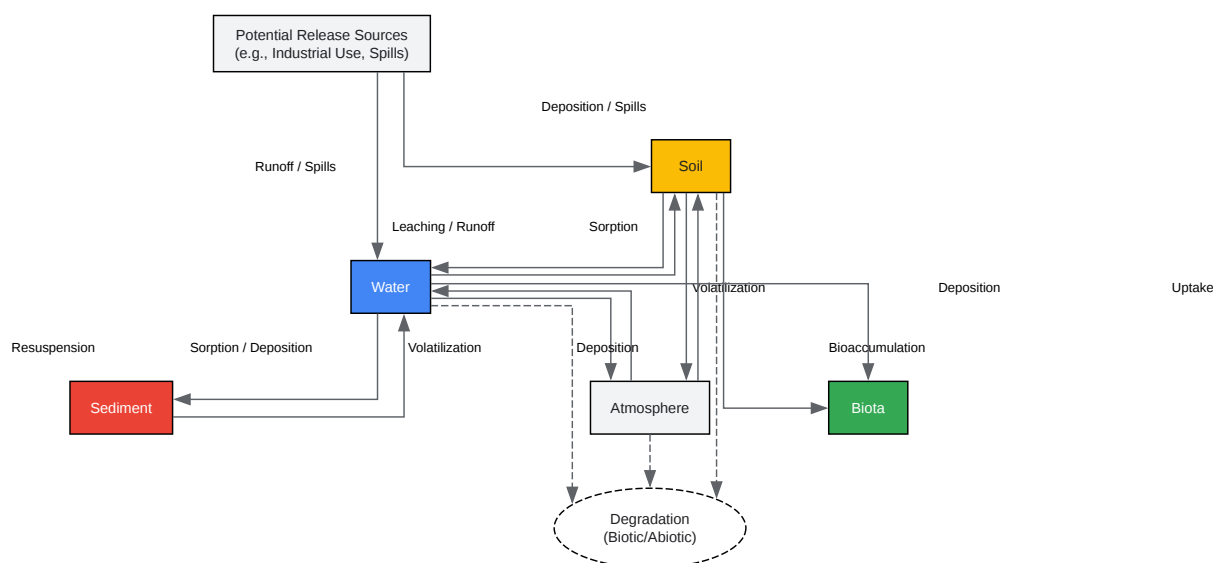 Potential Release Sources
(e.g., Industrial Use, Spills)
Deposition / Spills
Runoff / Spills
Soil
Leaching / Runoff
Sorption
Water
Volatilization
Deposition
Uptake
Resuspension
Sorption / Deposition
Volatilization
Deposition
Bioaccumulation
Sediment
Atmosphere
Biota
Degradation
(Biotic/Abiotic)